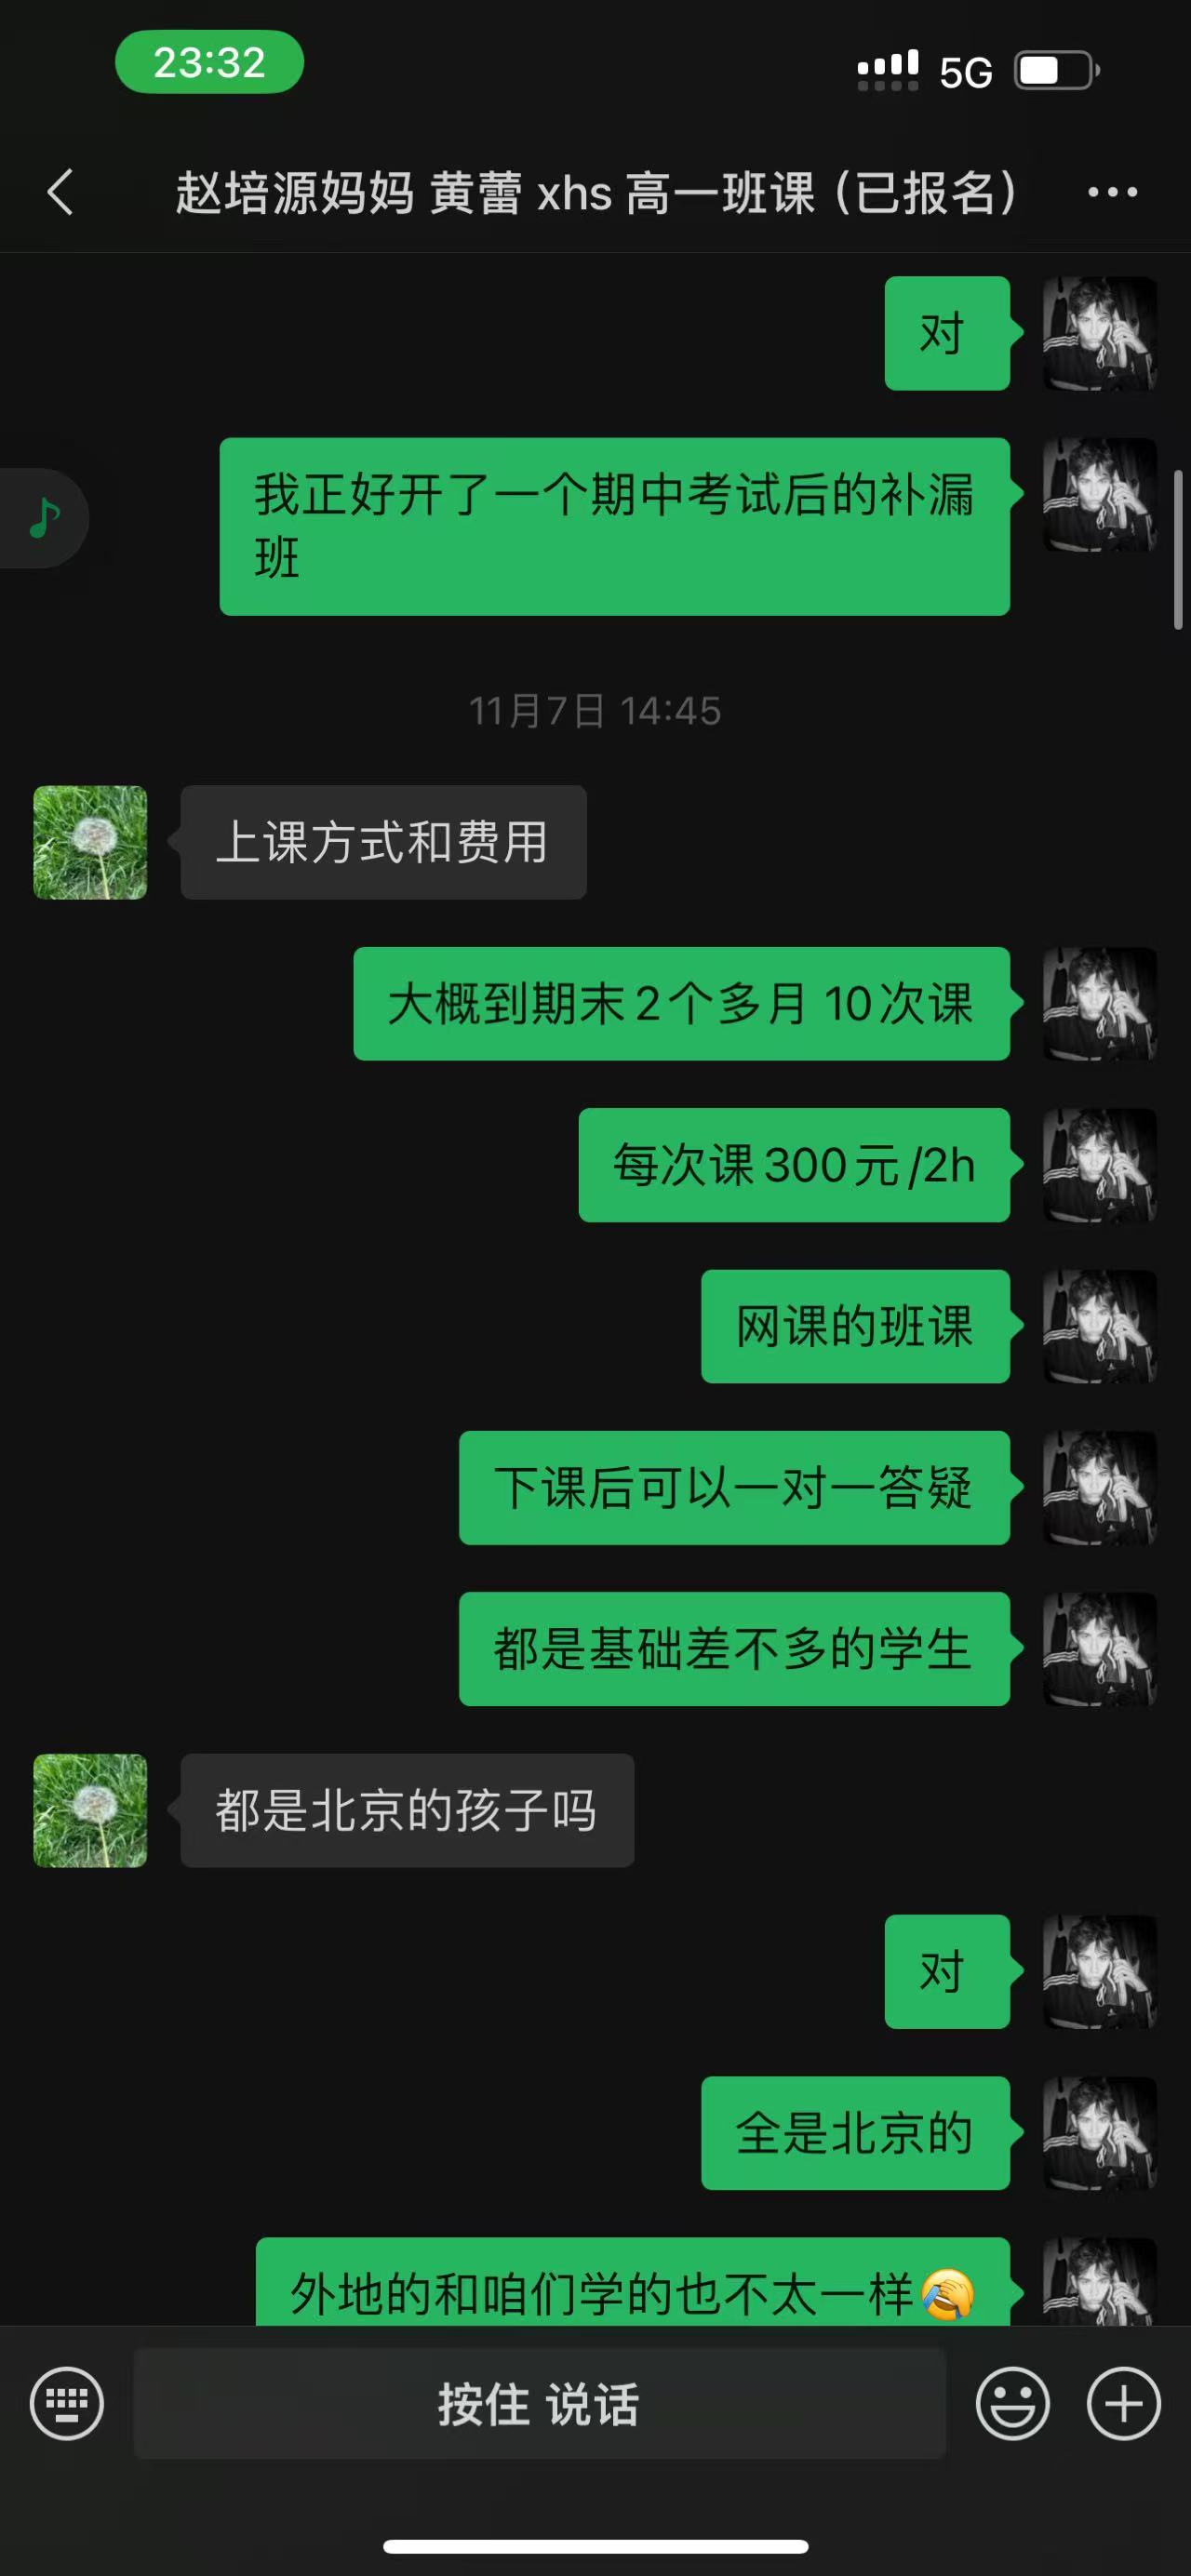 23:32
5G
赵培源妈妈 黄蕾 xhs 高一班课（已报名）
对
我正好开了一个期中考试后的补漏
班
11月7日 14:45
上课方式和费用
大概到期末2个多月 10次课
每次课300元/2h
网课的班课
下课后可以一对一答疑
都是基础差不多的学生
都是北京的孩子吗
对
全是北京的
外地的和咱们学的也不太一样🤣
按住 说话